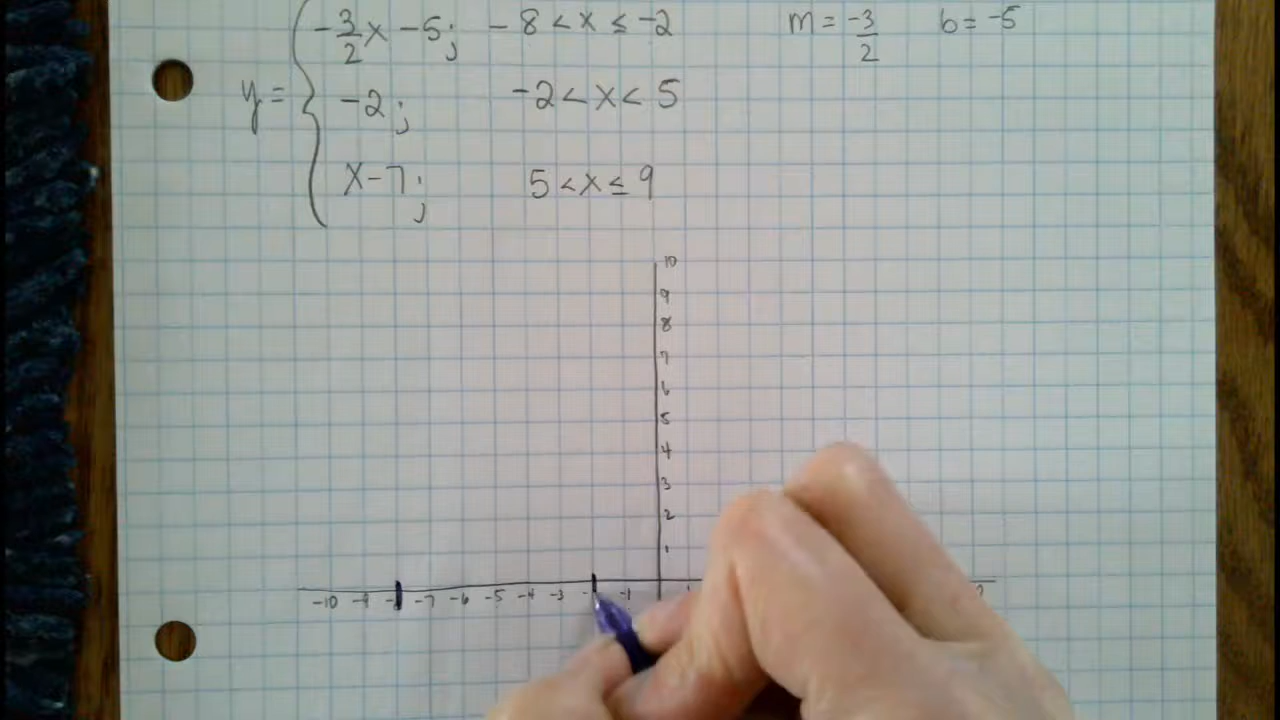 y = { -3/2 x - 5; -8 < x ≤ -2 m = -3/2 b = -5
-2; -2 < x < 5
x - 7; 5 < x ≤ 9
10
9
8
7
6
5
4
3
2
1
-10 -9 -8 -7 -6 -5 -4 -3 -1